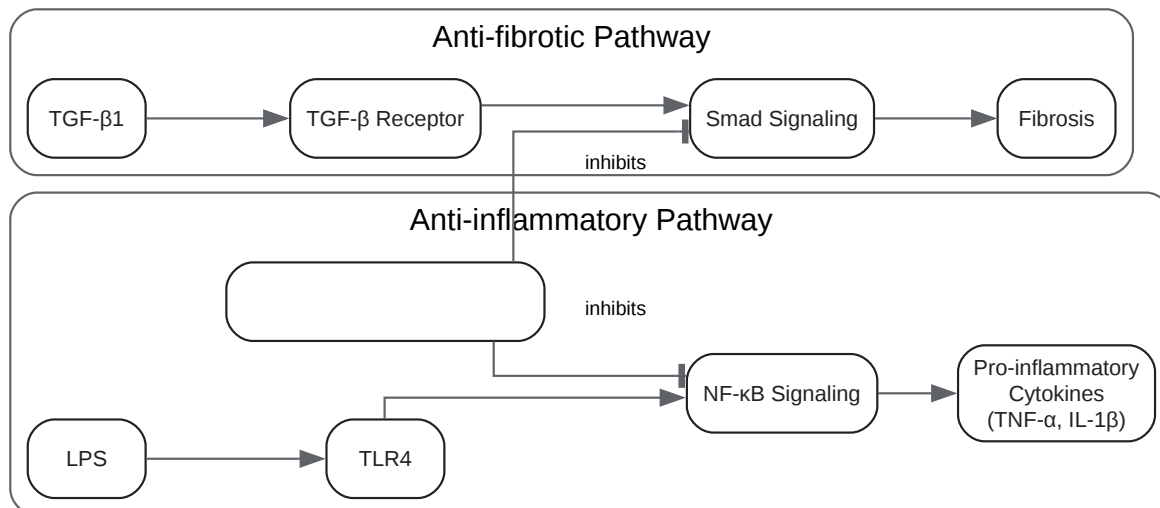 Anti-fibrotic Pathway
TGF-β1
TGF-β Receptor
Smad Signaling
Fibrosis
inhibits
Anti-inflammatory Pathway
inhibits
NF-κB Signaling
Pro-inflammatory
Cytokines
(TNF-α, IL-1β)
LPS
TLR4